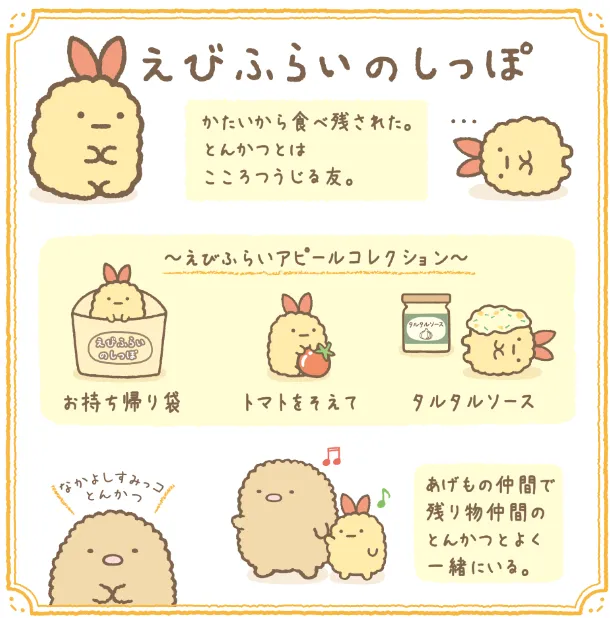 えびふらいのしっぽ
かたいから食べ残された。
とんかつとは
こころつうじる友。
...
～えびふらいアピールコレクション～
えびふらい
のしっぽ
タルタルソース
お持ち帰り袋
トマトをそえて
タルタルソース
なかよしすみっコ
とんかつ
あげもの仲間で
残り物仲間の
とんかつとよく
一緒にいる。